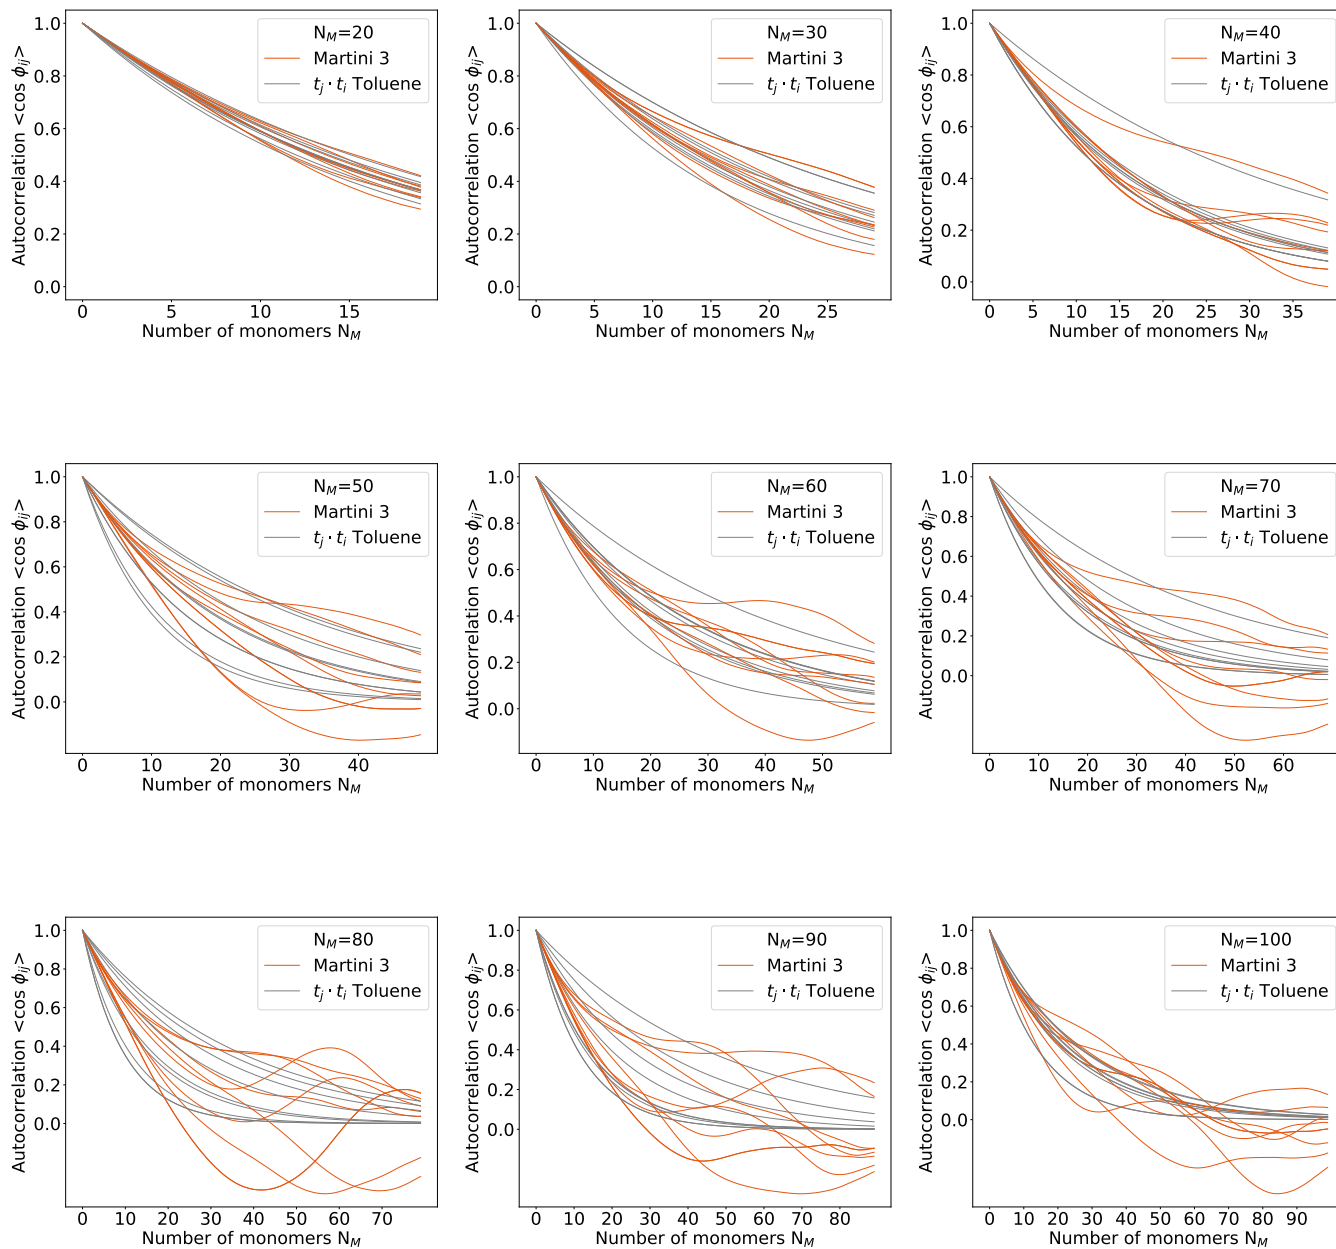 Autocorrelation <cos ϕij>
1.0
0.8
0.6
0.4
0.2
0.0
N_M=20
Martini 3
t_j · t_i Toluene
0 5 10 15
Number of monomers N_M
Autocorrelation <cos ϕij>
1.0
0.8
0.6
0.4
0.2
0.0
N_M=30
Martini 3
t_j · t_i Toluene
0 5 10 15 20 25
Number of monomers N_M
Autocorrelation <cos ϕij>
1.0
0.8
0.6
0.4
0.2
0.0
N_M=40
Martini 3
t_j · t_i Toluene
0 5 10 15 20 25 30 35
Number of monomers N_M
Autocorrelation <cos ϕij>
1.0
0.8
0.6
0.4
0.2
0.0
N_M=50
Martini 3
t_j · t_i Toluene
0 10 20 30 40
Number of monomers N_M
Autocorrelation <cos ϕij>
1.0
0.8
0.6
0.4
0.2
0.0
N_M=60
Martini 3
t_j · t_i Toluene
0 10 20 30 40 50
Number of monomers N_M
Autocorrelation <cos ϕij>
1.0
0.8
0.6
0.4
0.2
0.0
N_M=70
Martini 3
t_j · t_i Toluene
0 10 20 30 40 50 60
Number of monomers N_M
Autocorrelation <cos ϕij>
1.0
0.8
0.6
0.4
0.2
0.0
N_M=80
Martini 3
t_j · t_i Toluene
0 10 20 30 40 50 60 70
Number of monomers N_M
Autocorrelation <cos ϕij>
1.0
0.8
0.6
0.4
0.2
0.0
N_M=90
Martini 3
t_j · t_i Toluene
0 10 20 30 40 50 60 70 80
Number of monomers N_M
Autocorrelation <cos ϕij>
1.0
0.8
0.6
0.4
0.2
0.0
N_M=100
Martini 3
t_j · t_i Toluene
0 10 20 30 40 50 60 70 80 90
Number of monomers N_M